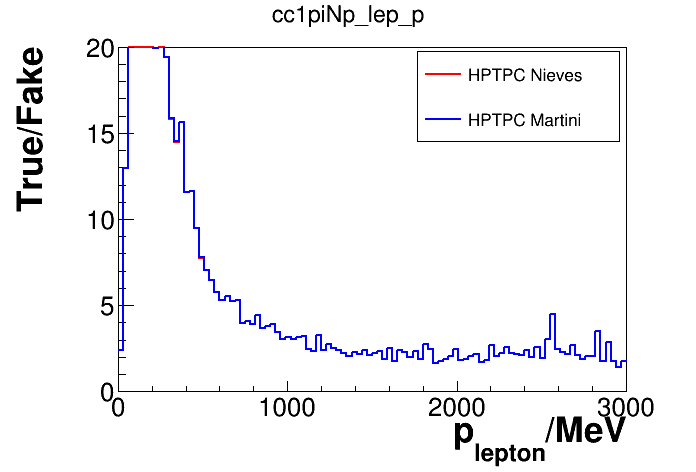 cc1piNp_lep_p
True/Fake
20
15
10
5
0
HPTPC Nieves
HPTPC Martini
0 1000 2000 3000
p_lepton/MeV